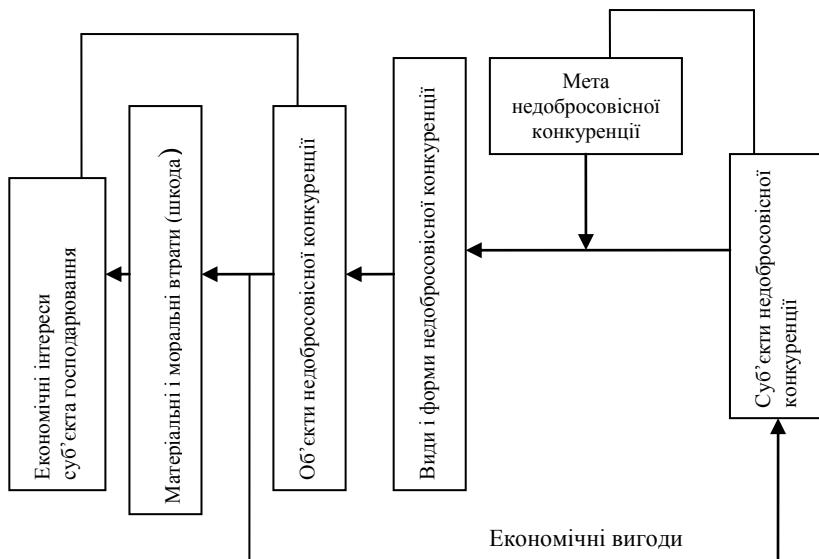 Економічні інтереси
суб’єкта господарювання
Матеріальні і моральні втрати (шкода)
Об’єкти недобросовісної конкуренції
Види і форми недобросовісної конкуренції
Мета
недобросовісної
конкуренції
Суб’єкти недобросовісної
конкуренції
Економічні вигоди